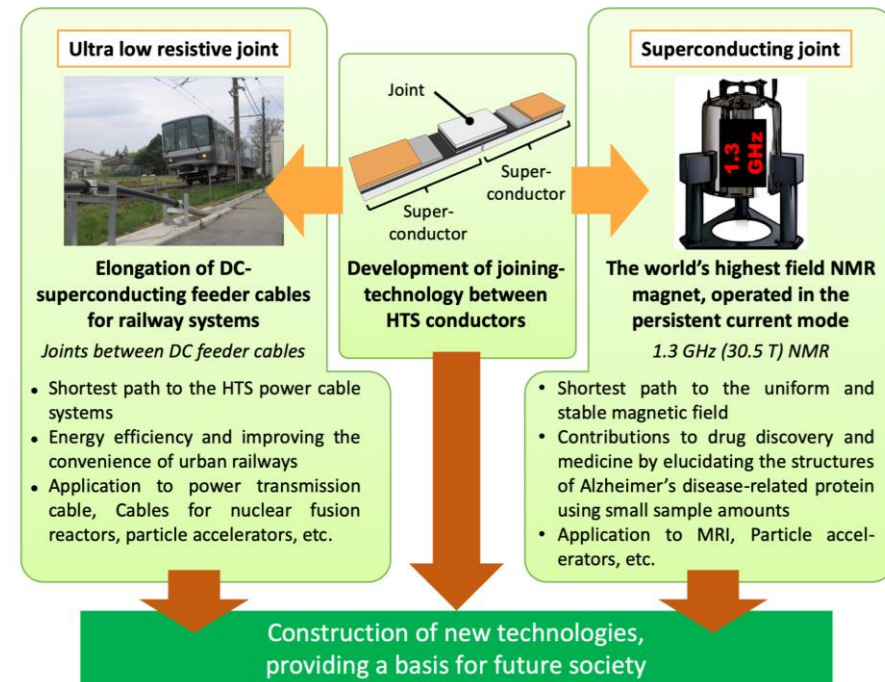 Ultra low resistive joint
Elongation of DC-
superconducting feeder cables
for railway systems
Joints between DC feeder cables
• Shortest path to the HTS power cable
systems
• Energy efficiency and improving the
convenience of urban railways
• Application to power transmission
cable, Cables for nuclear fusion
reactors, particle accelerators, etc.
Joint
Super-
conductor
Super-
conductor
Development of joining-
technology between
HTS conductors
Superconducting joint
1.3
GHz
The world's highest field NMR
magnet, operated in the
persistent current mode
1.3 GHz (30.5 T) NMR
• Shortest path to the uniform and
stable magnetic field
• Contributions to drug discovery and
medicine by elucidating the structures
of Alzheimer's disease-related protein
using small sample amounts
• Application to MRI, Particle accel-
erators, etc.
Construction of new technologies,
providing a basis for future society